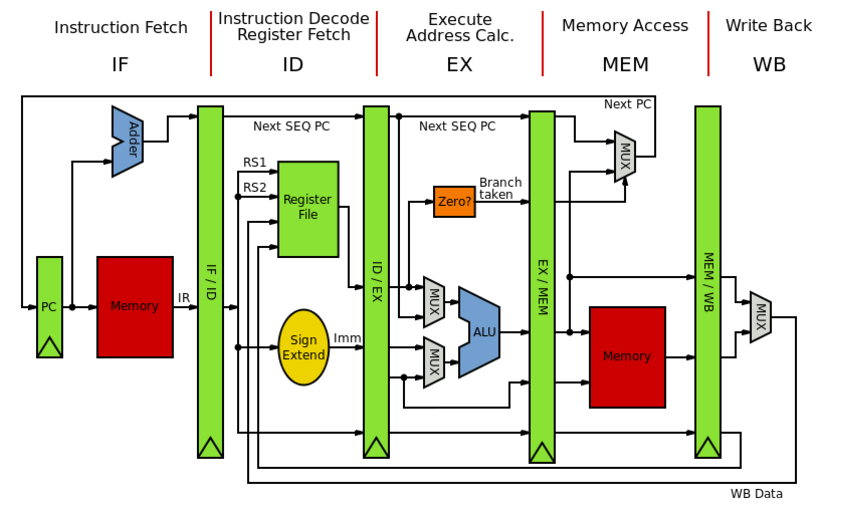 Instruction Fetch
IF
Instruction Decode
Register Fetch
ID
Execute
Address Calc.
EX
Memory Access
MEM
Write Back
WB
Next PC
Adder
Next SEQ PC
Next SEQ PC
MUX
RS1
RS2
Register
File
Branch
taken
Zero?
IF / ID
ID / EX
EX / MEM
MEM / WB
PC
Memory
IR
MUX
ALU
MUX
Sign
Extend
Imm
MUX
Memory
WB Data